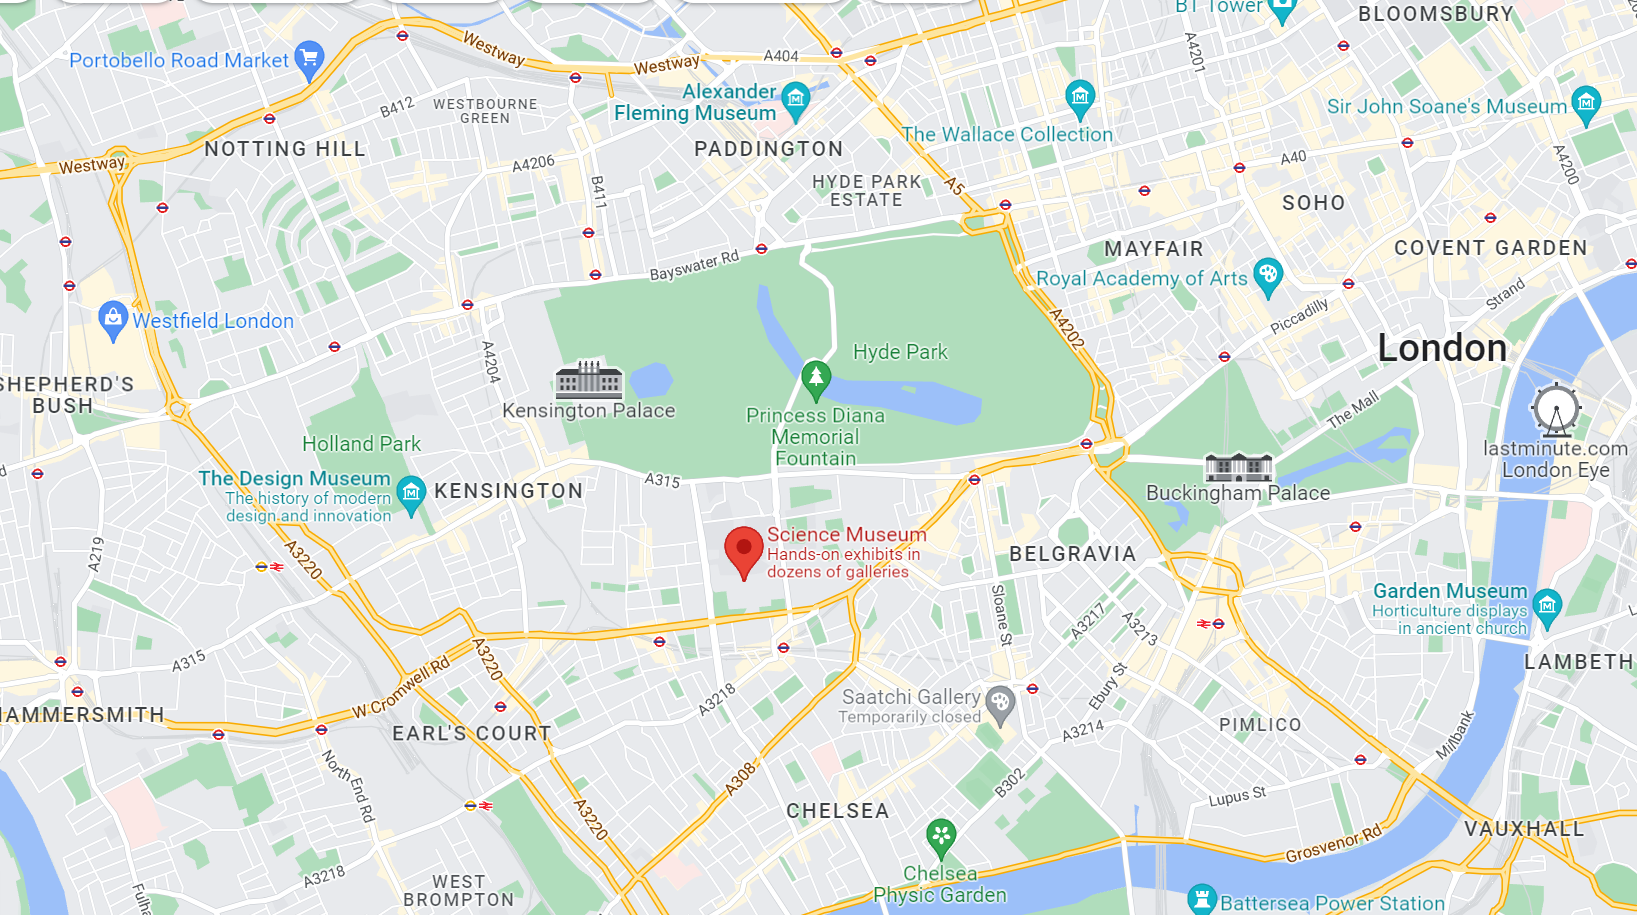 BT Tower
BLOOMSBURY
Portobello Road Market
Westway
A404
Westway
A4201
Alexander
Fleming Museum
B412
WESTBOURNE
GREEN
The Wallace Collection
Sir John Soane's Museum
NOTTING HILL
PADDINGTON
Westway
A4206
A40
A4200
HYDE PARK
ESTATE
A5
B411
SOHO
MAYFAIR
COVENT GARDEN
Bayswater Rd
Royal Academy of Arts
Strand
Piccadilly
Westfield London
A4202
London
A4204
Hyde Park
SHEPHERD'S
BUSH
Kensington Palace
Princess Diana
Memorial
Fountain
The Mall
Holland Park
lastminute.com
London Eye
The Design Museum
The history of modern
design and innovation
KENSINGTON
A315
Buckingham Palace
Science Museum
Hands-on exhibits in
dozens of galleries
BELGRAVIA
A219
A3220
Garden Museum
Horticulture displays
in ancient church
Sloane St
A3217
A3213
A315
A3220
LAMBETH
W Cromwell Rd
A3218
Ebury St
Saatchi Gallery
Temporarily closed
HAMMERSMITH
EARL'S COURT
PIMLICO
A3214
Millbank
North End Rd
A308
B302
Lupus St
CHELSEA
A3220
VAUXHALL
Grosvenor Rd
A3218
Chelsea
Physic Garden
WEST
BROMPTON
Battersea Power Station